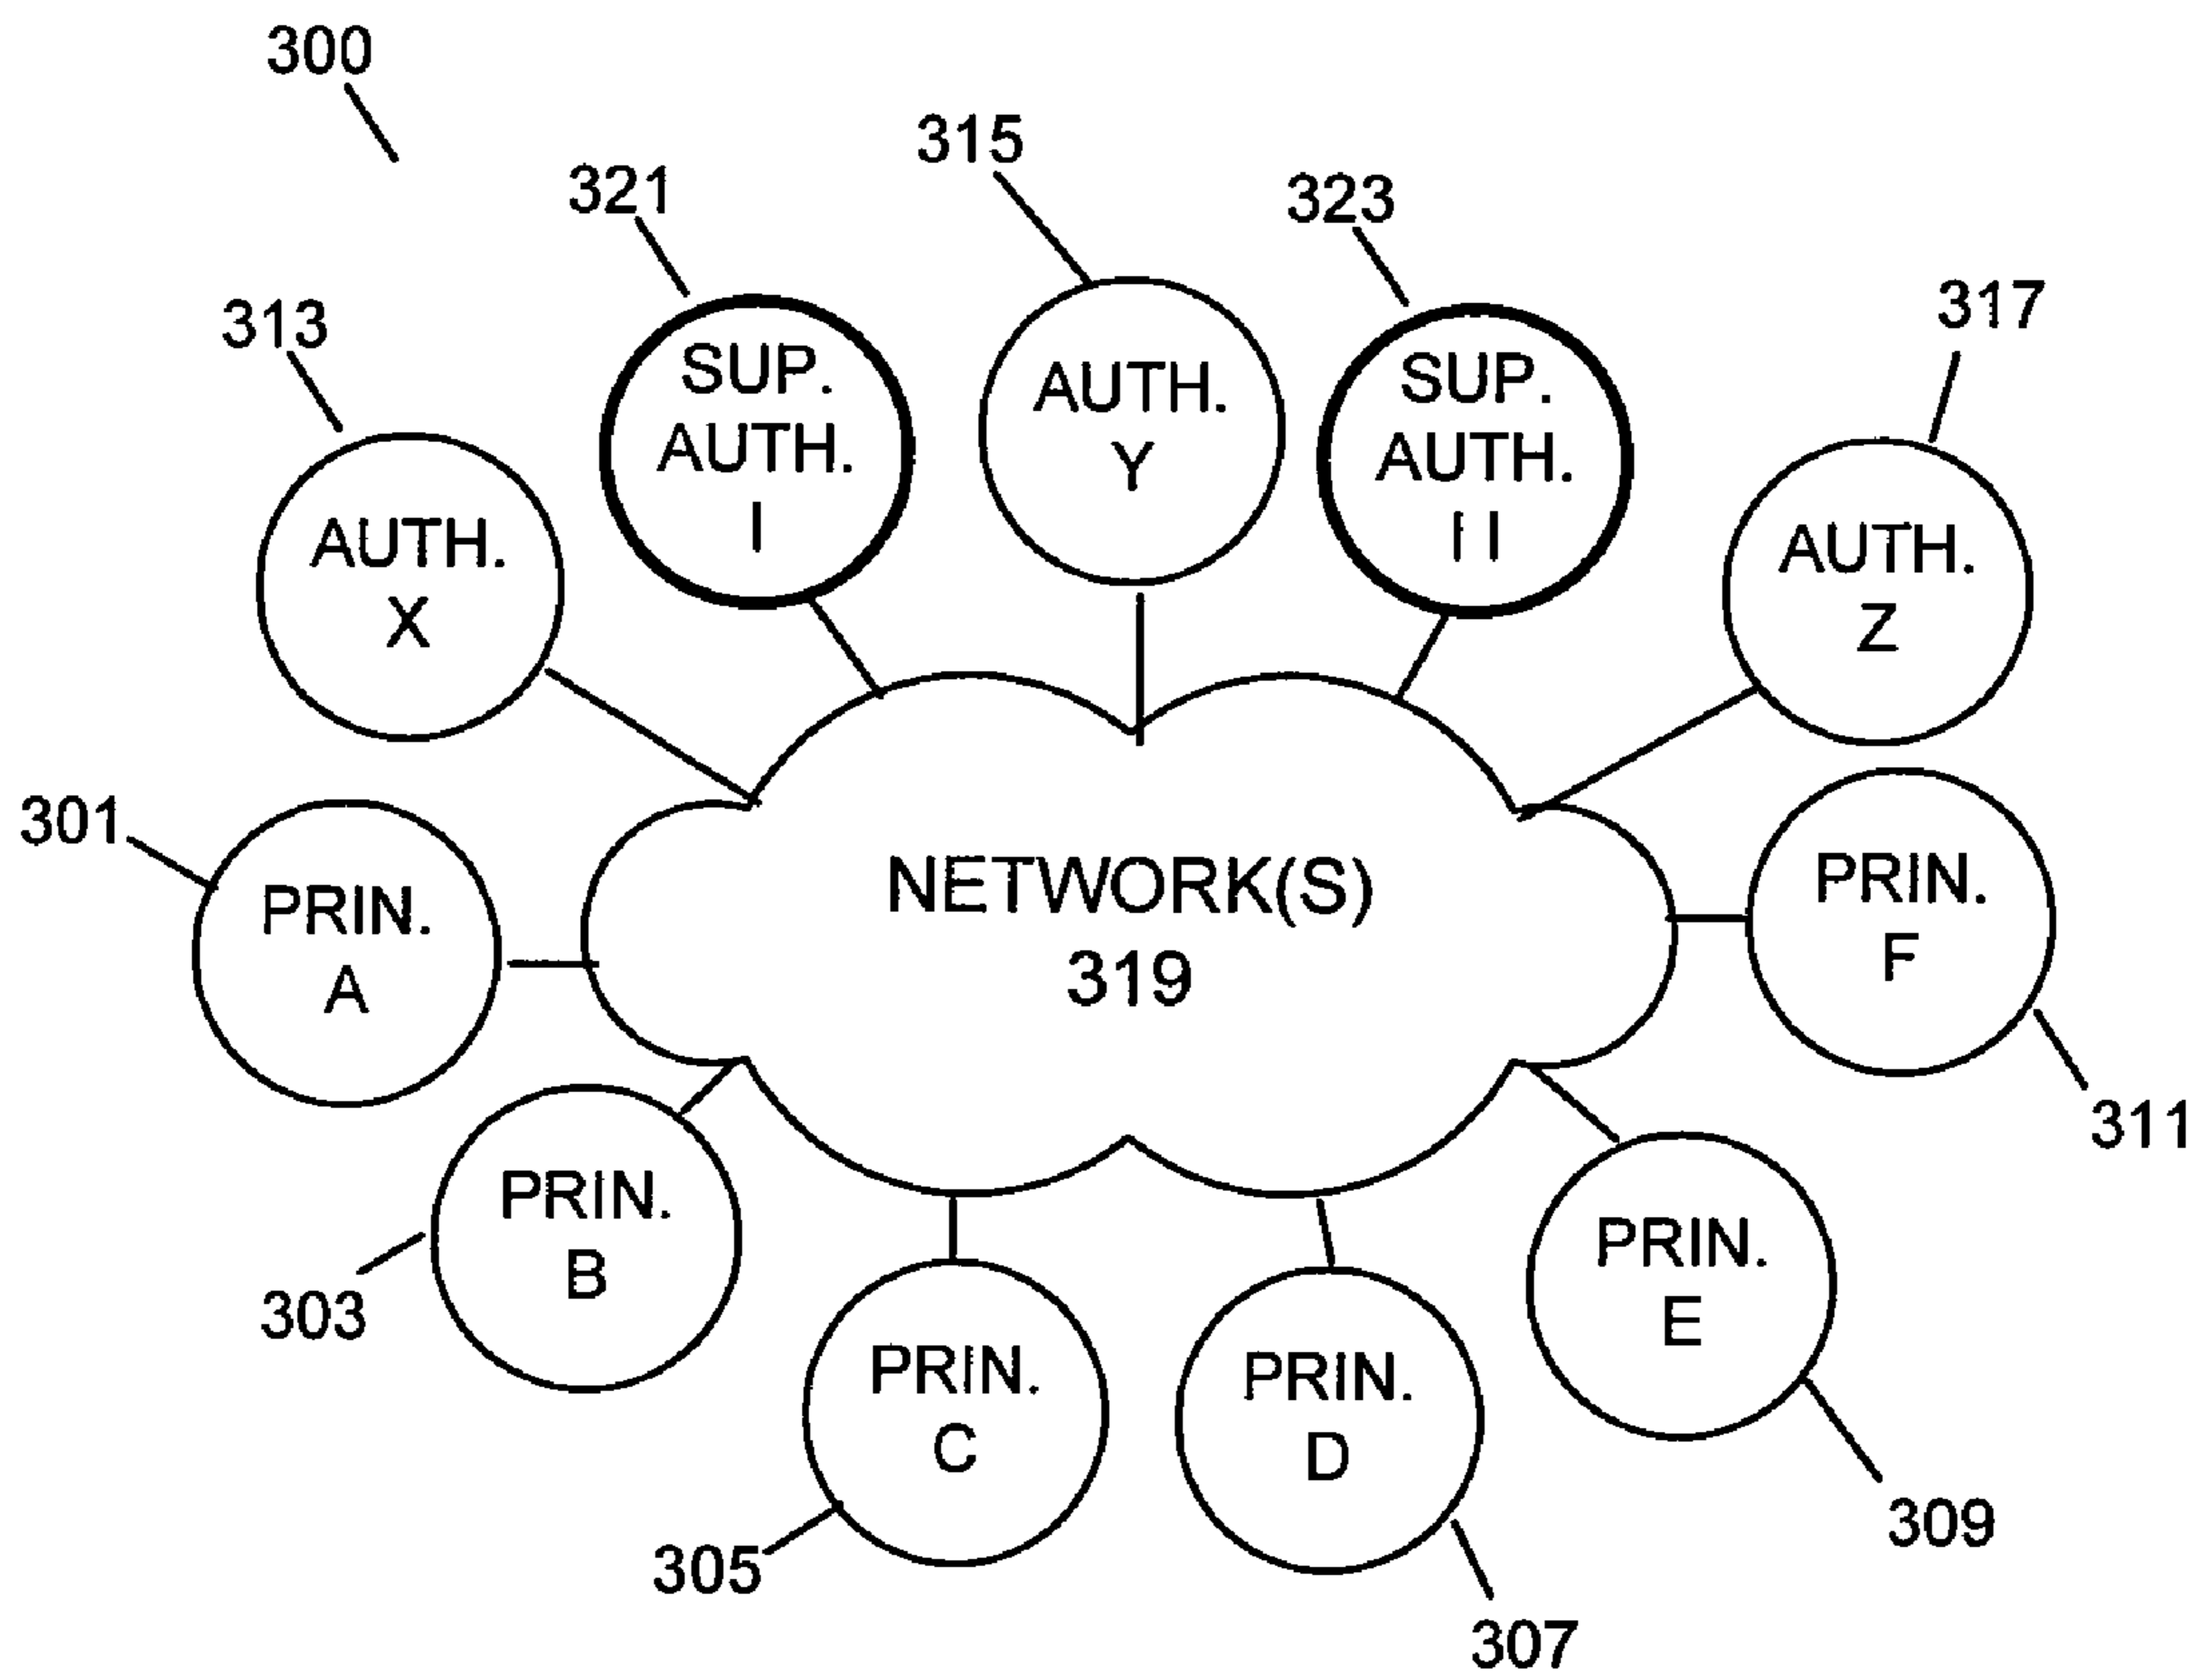 300
315
321
323
317
313
SUP.
AUTH.
I
AUTH.
Y
SUP.
AUTH.
II
AUTH.
X
AUTH.
Z
301
PRIN.
A
NETWORK(S)
319
PRIN.
F
311
PRIN.
B
303
PRIN.
C
305
PRIN.
D
307
PRIN.
E
309